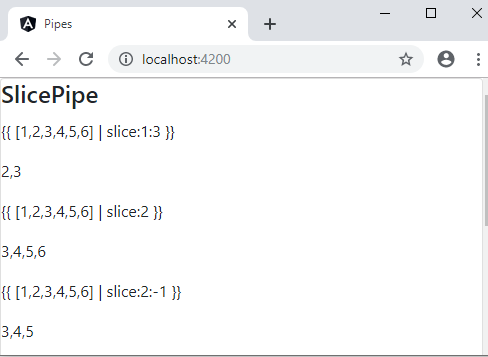 Pipes
localhost:4200
SlicePipe
{{ [1,2,3,4,5,6] | slice:1:3 }}
2,3
{{ [1,2,3,4,5,6] | slice:2 }}
3,4,5,6
{{ [1,2,3,4,5,6] | slice:2:-1 }}
3,4,5